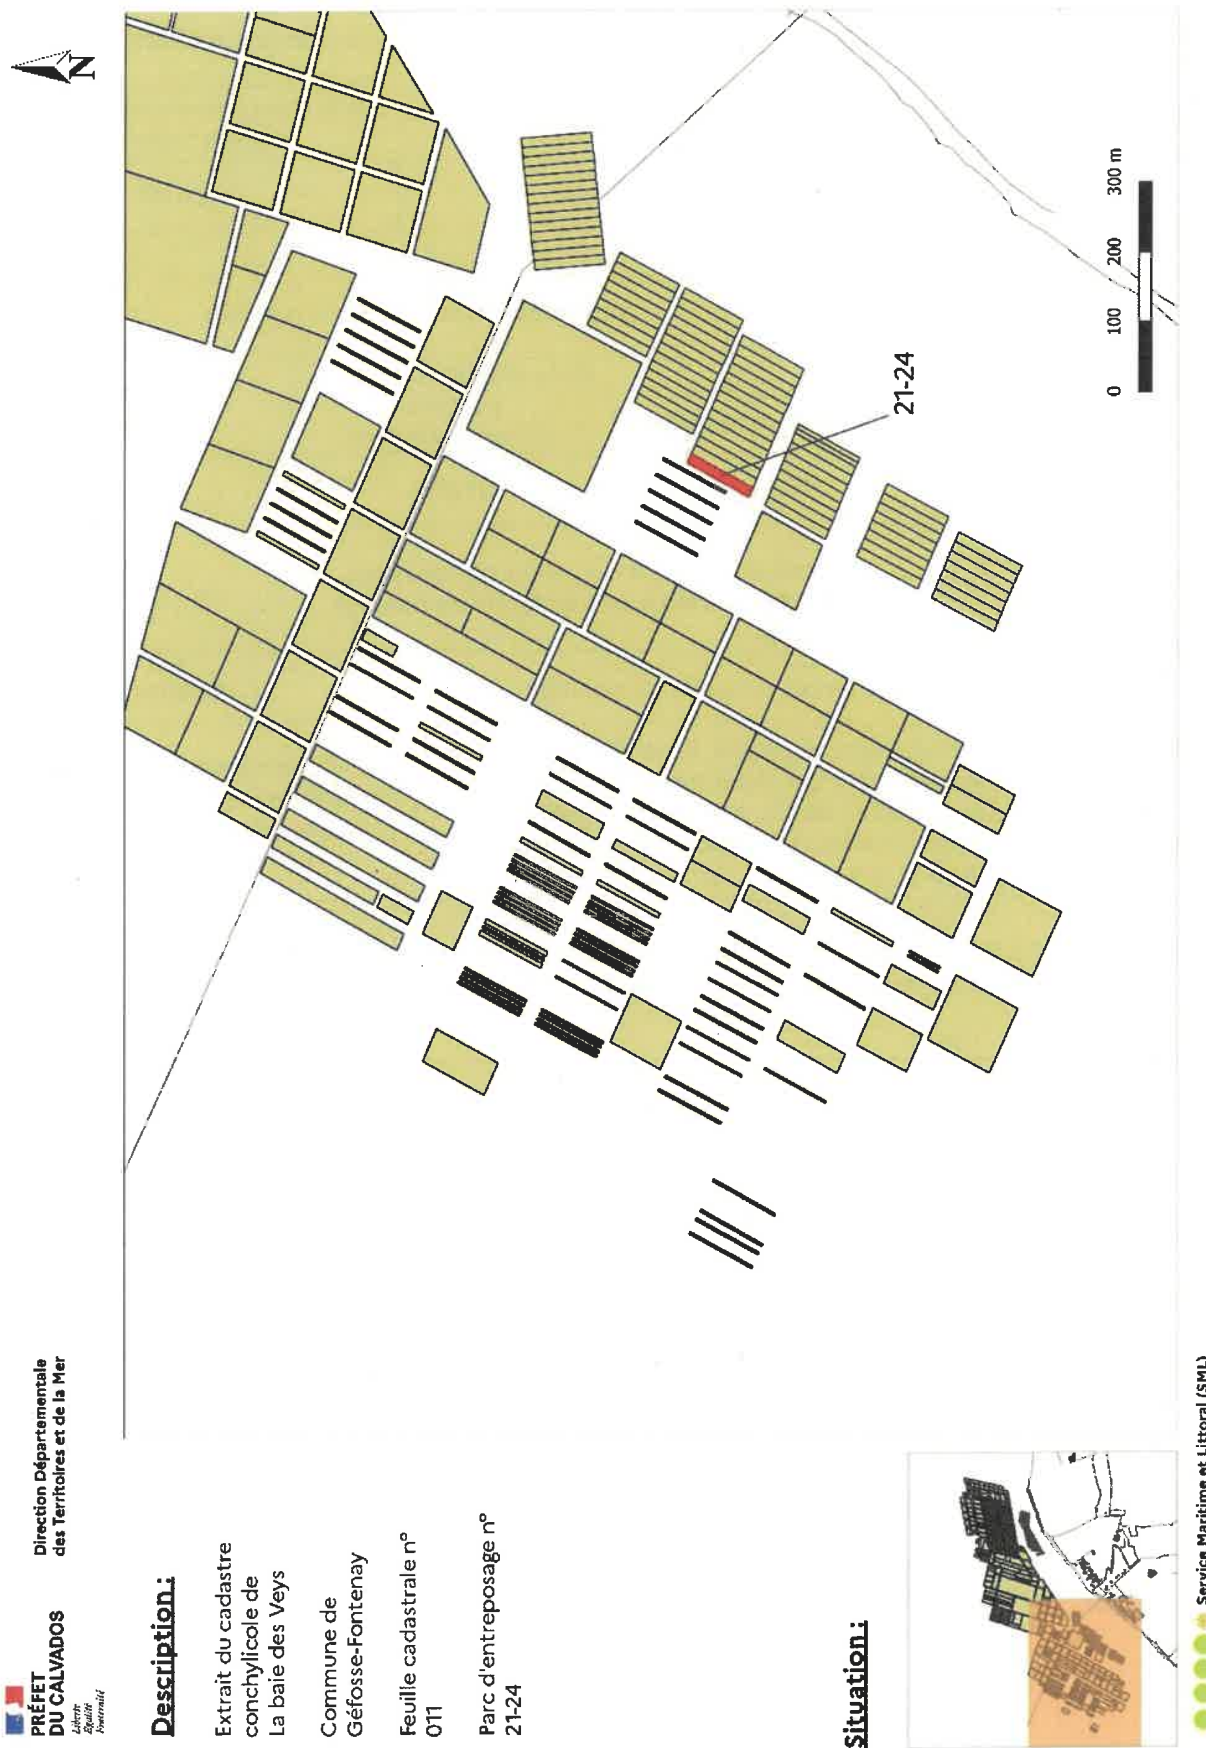 PRÉFET
DU CALVADOS
Liberté
Égalité
Fraternité
Direction Départementale
des Territoires et de la Mer
Description :
Extrait du cadastre
conchylicole de
La baie des Veys
Commune de
Géfosse-Fontenay
Feuille cadastrale n°
011
Parc d'entreposage n°
21-24
Situation :
N
21-24
0 100 200 300 m
Service Maritime et Littoral (SML)